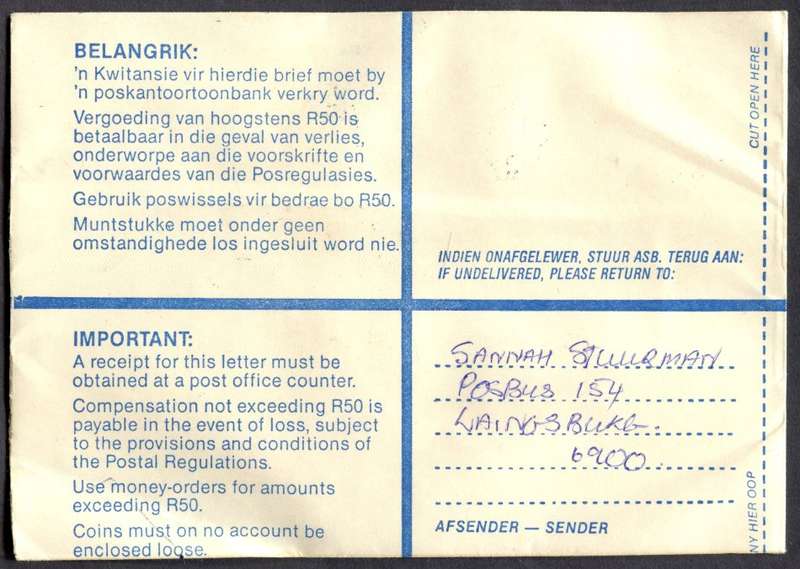 BELANGRIK:
'n Kwitansie vir hierdie brief moet by
'n poskantoortoonbank verkry word.
Vergoeding van hoogstens R50 is
betaalbaar in die geval van verlies,
onderworpe aan die voorskrifte en
voorwaardes van die Posregulasies.
Gebruik poswissels vir bedrae bo R50.
Muntstukke moet onder geen
omstandighede los ingesluit word nie.
INDIEN ONAFGELEWER, STUUR ASB. TERUG AAN:
IF UNDELIVERED, PLEASE RETURN TO:
CUT OPEN HERE
IMPORTANT:
A receipt for this letter must be
obtained at a post office counter.
Compensation not exceeding R50 is
payable in the event of loss, subject
to the provisions and conditions of
the Postal Regulations.
Use money-orders for amounts
exceeding R50.
Coins must on no account be
enclosed loose.
SANNAH STUURMAN
POSBUS 154
LAINGSBURG.
6900.
AFSENDER — SENDER
NY HIER OOP